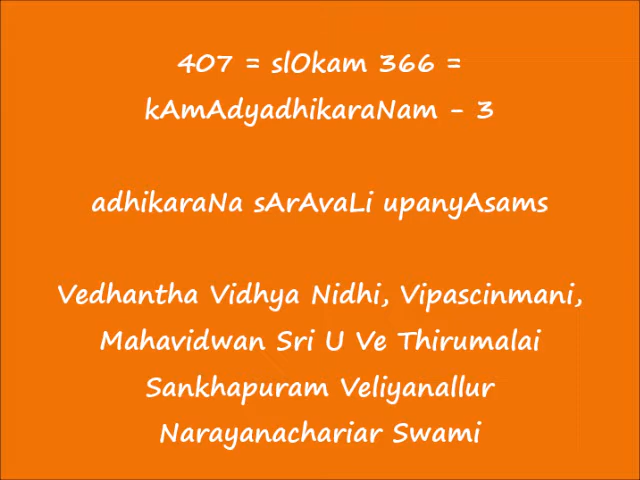 407 = slOkam 366 =
kAmAdyadhikaraNam - 3
adhikaraNa sArAvaLi upanyAsams
Vedhantha Vidhya Nidhi, Vipascinmani,
Mahavidwan Sri U Ve Thirumalai
Sankhapuram Veliyanallur
Narayanachariar Swami